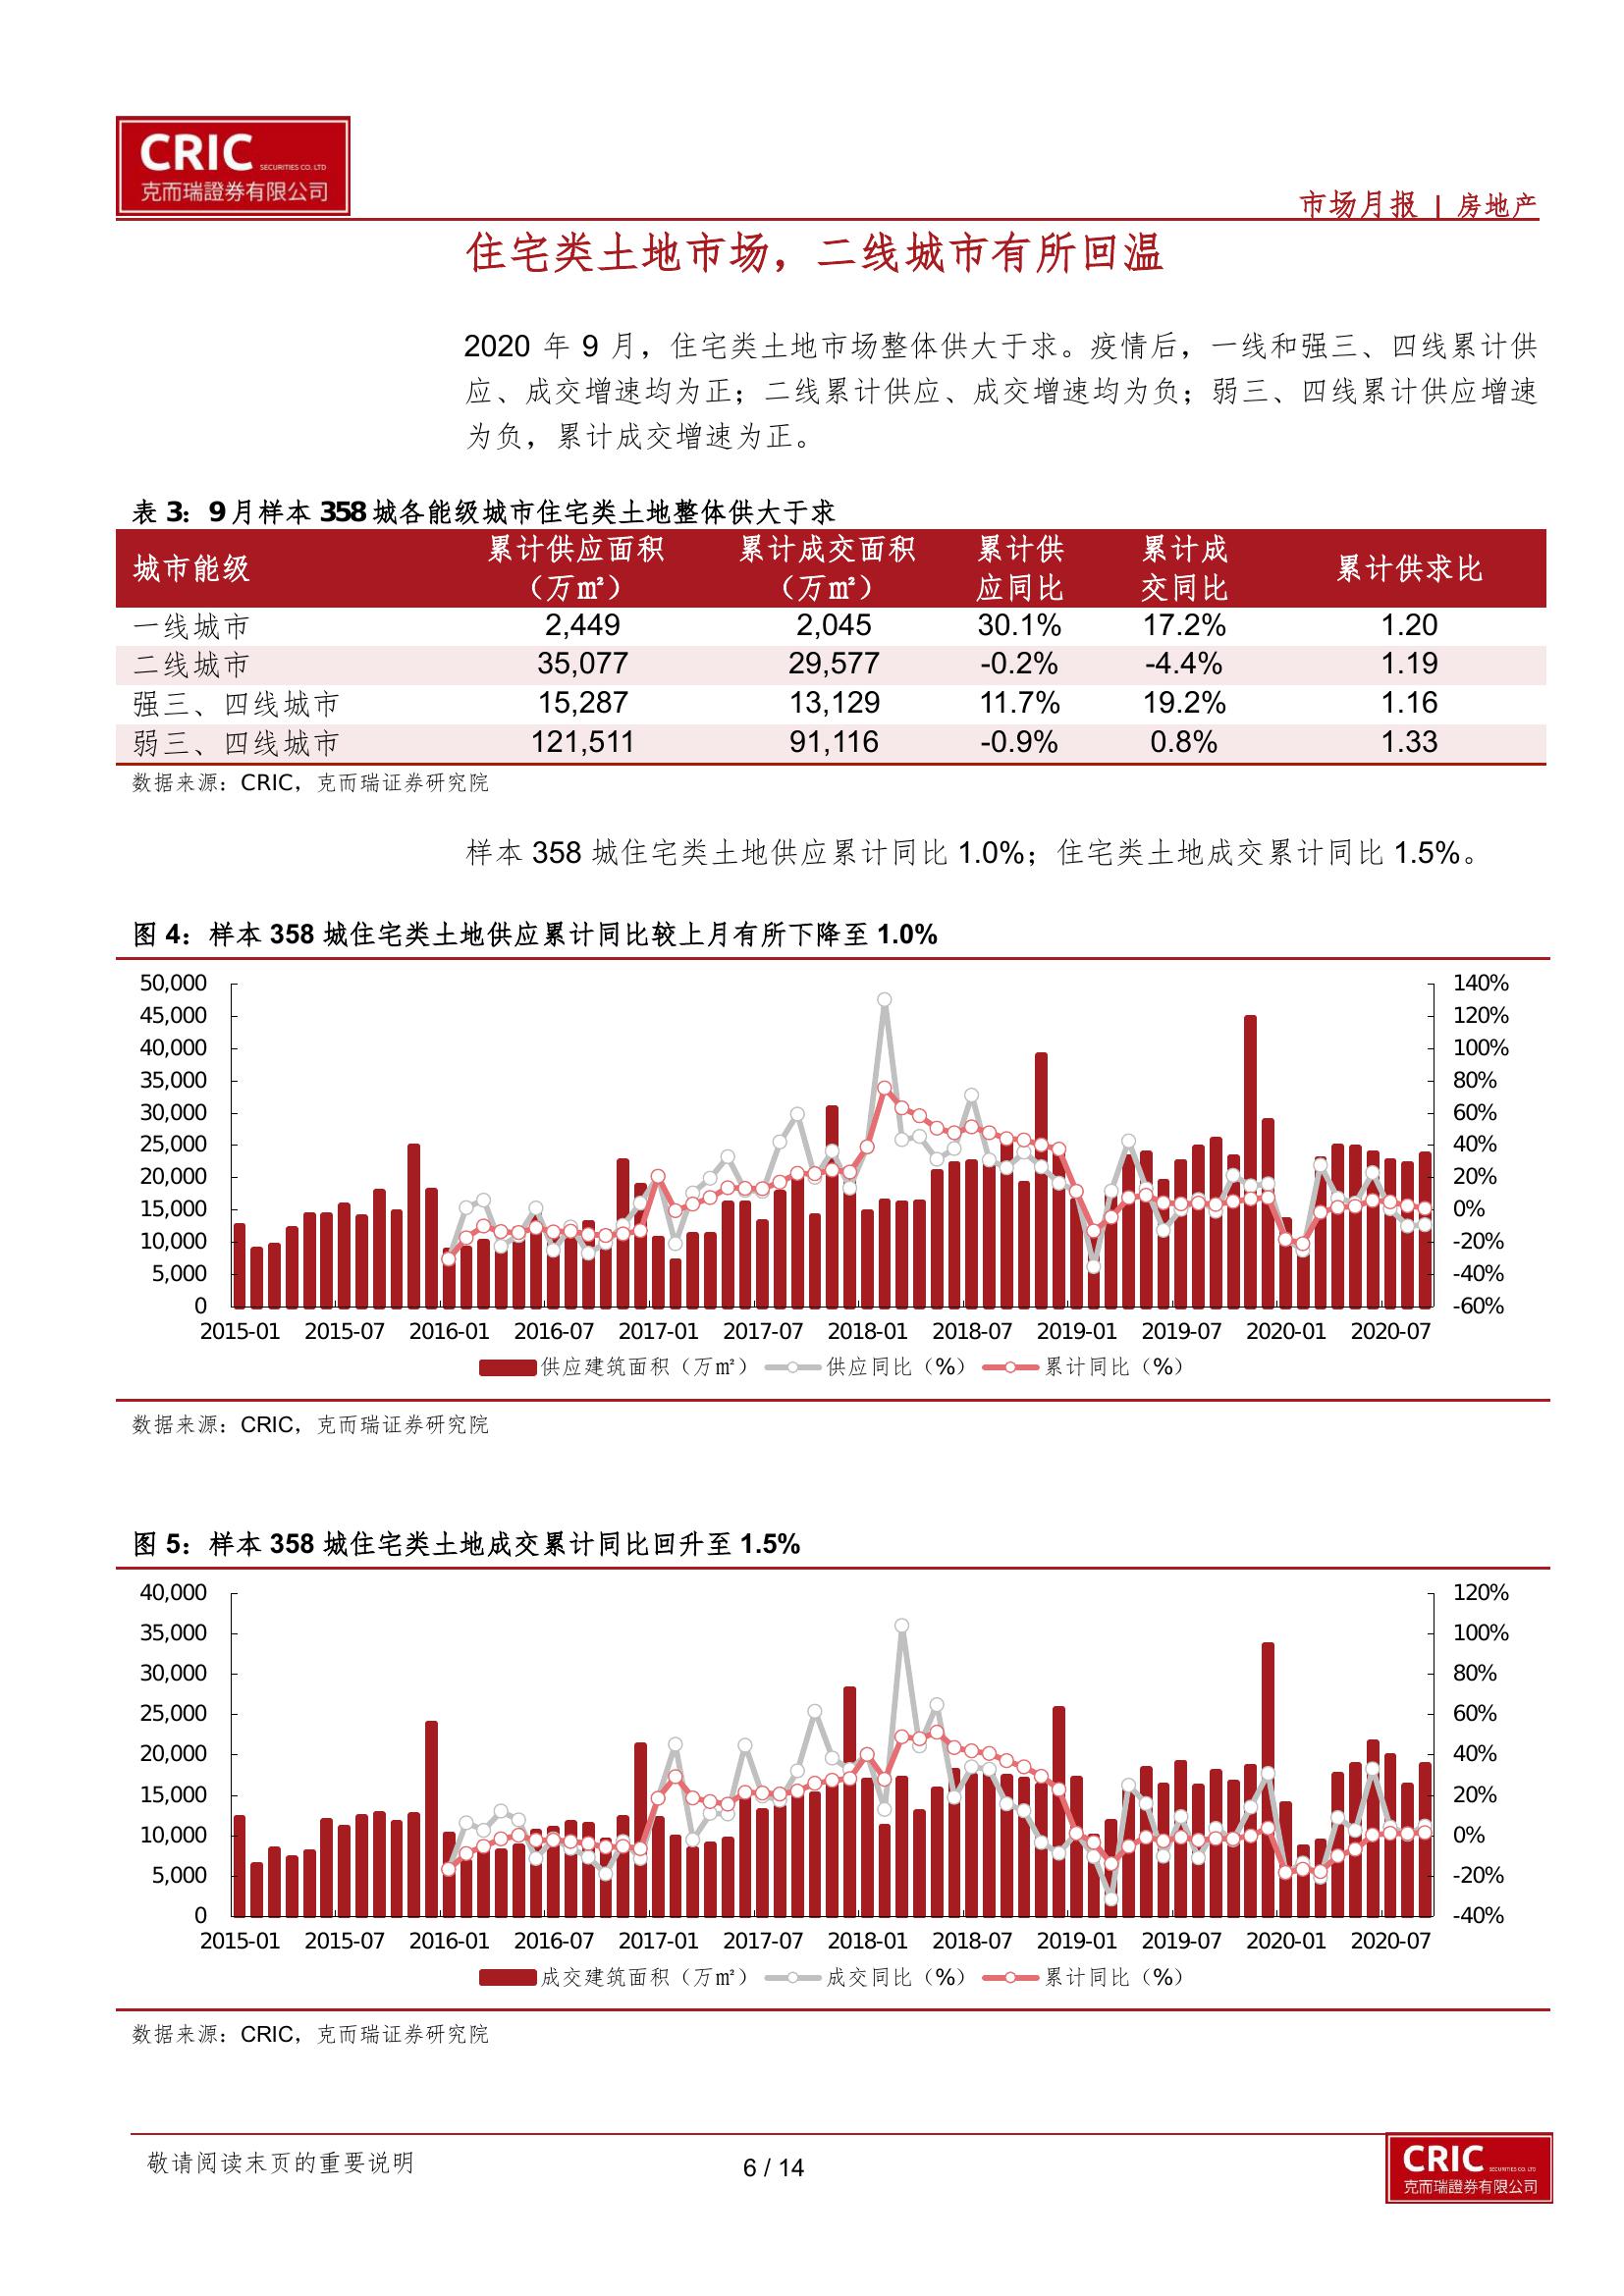 CRIC SECURITIES CO. LTD
克而瑞證券有限公司
市场月报 | 房地产
住宅类土地市场，二线城市有所回温
2020 年 9 月，住宅类土地市场整体供大于求。疫情后，一线和强三、四线累计供
应、成交增速均为正；二线累计供应、成交增速均为负；弱三、四线累计供应增速
为负，累计成交增速为正。
表 3：9 月样本 358 城各能级城市住宅类土地整体供大于求
城市能级 累计供应面积（万㎡） 累计成交面积（万㎡） 累计供应同比 累计成交同比 累计供求比
一线城市 2,449 2,045 30.1% 17.2% 1.20
二线城市 35,077 29,577 -0.2% -4.4% 1.19
强三、四线城市 15,287 13,129 11.7% 19.2% 1.16
弱三、四线城市 121,511 91,116 -0.9% 0.8% 1.33
数据来源：CRIC，克而瑞证券研究院
样本 358 城住宅类土地供应累计同比 1.0%；住宅类土地成交累计同比 1.5%。
图 4：样本 358 城住宅类土地供应累计同比较上月有所下降至 1.0%
50,000 140%
45,000 120%
40,000 100%
35,000 80%
30,000 60%
25,000 40%
20,000 20%
15,000 0%
10,000 -20%
5,000 -40%
0 -60%
2015-01 2015-07 2016-01 2016-07 2017-01 2017-07 2018-01 2018-07 2019-01 2019-07 2020-01 2020-07
供应建筑面积（万㎡） 供应同比（%） 累计同比（%）
数据来源：CRIC，克而瑞证券研究院
图 5：样本 358 城住宅类土地成交累计同比回升至 1.5%
40,000 120%
35,000 100%
30,000 80%
25,000 60%
20,000 40%
15,000 20%
10,000 0%
5,000 -20%
0 -40%
2015-01 2015-07 2016-01 2016-07 2017-01 2017-07 2018-01 2018-07 2019-01 2019-07 2020-01 2020-07
成交建筑面积（万㎡） 成交同比（%） 累计同比（%）
数据来源：CRIC，克而瑞证券研究院
敬请阅读末页的重要说明
6 / 14
CRIC SECURITIES CO. LTD
克而瑞證券有限公司